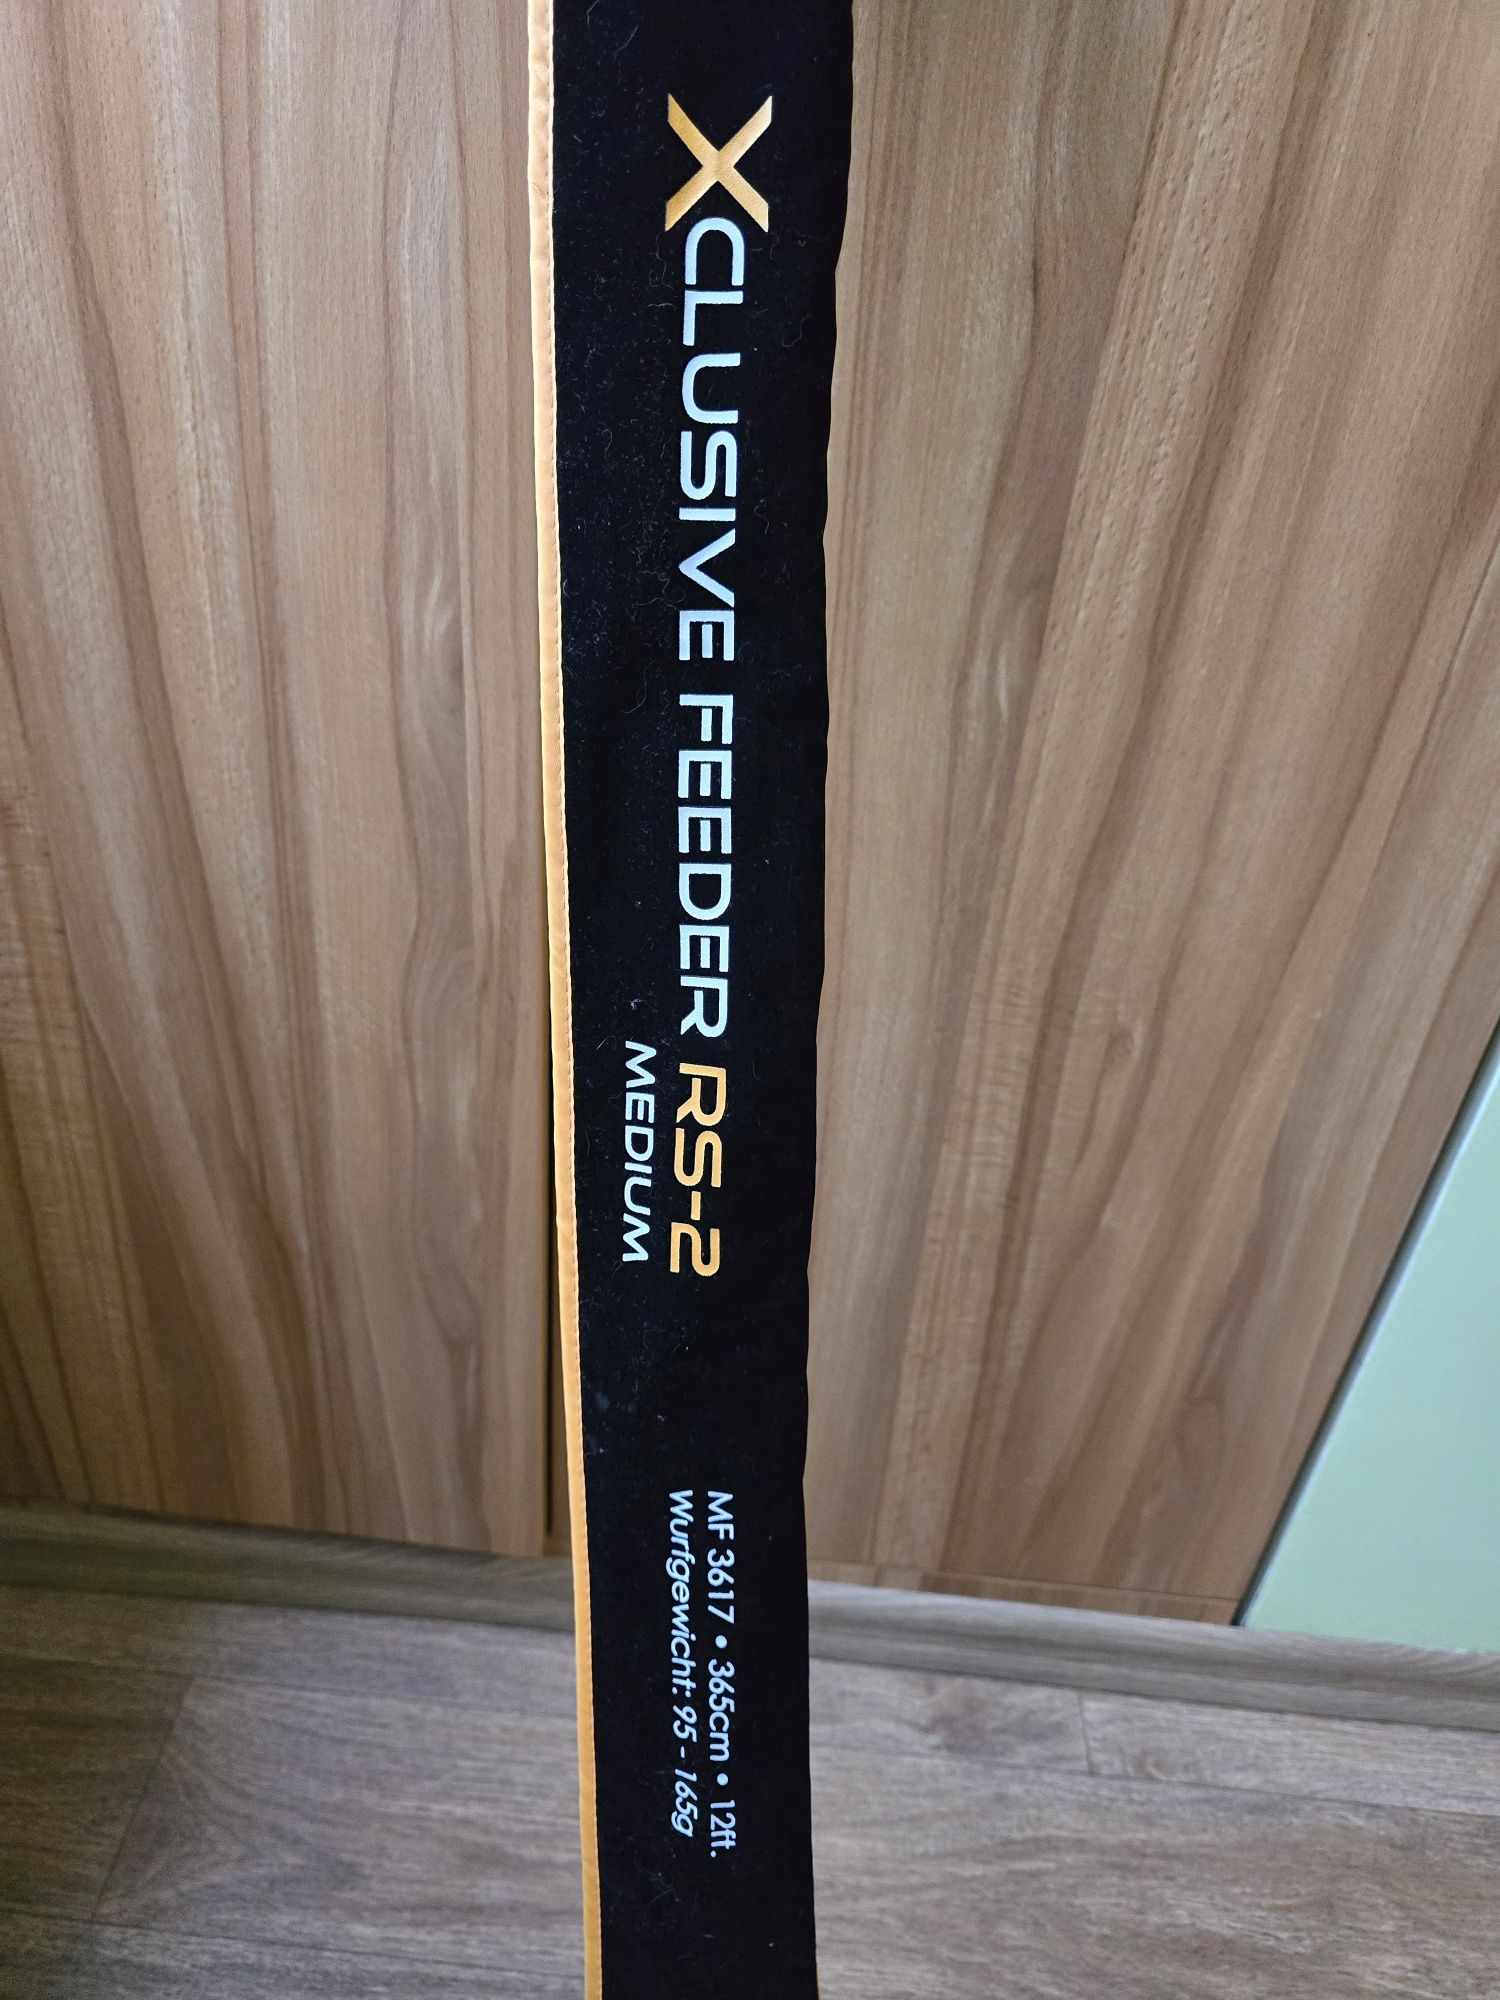 XCLUSIVE FEEDER RS-2
MEDIUM
MF 3617 • 365cm • 12ft.
Wurfgewicht: 95 - 165g